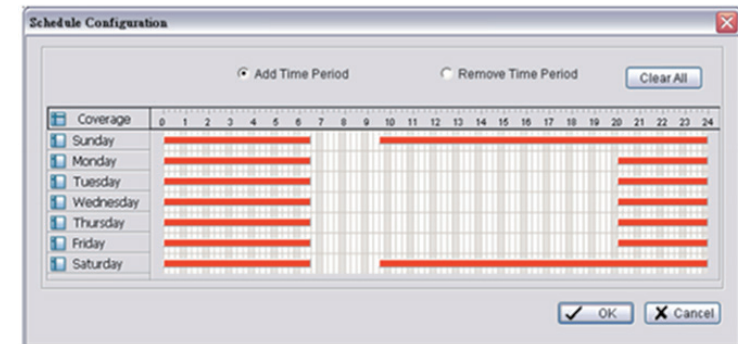 Schedule Configuration
Add Time Period Remove Time Period Clear All
Coverage 0 1 2 3 4 5 6 7 8 9 10 11 12 13 14 15 16 17 18 19 20 21 22 23 24
Sunday
Monday
Tuesday
Wednesday
Thursday
Friday
Saturday
OK Cancel